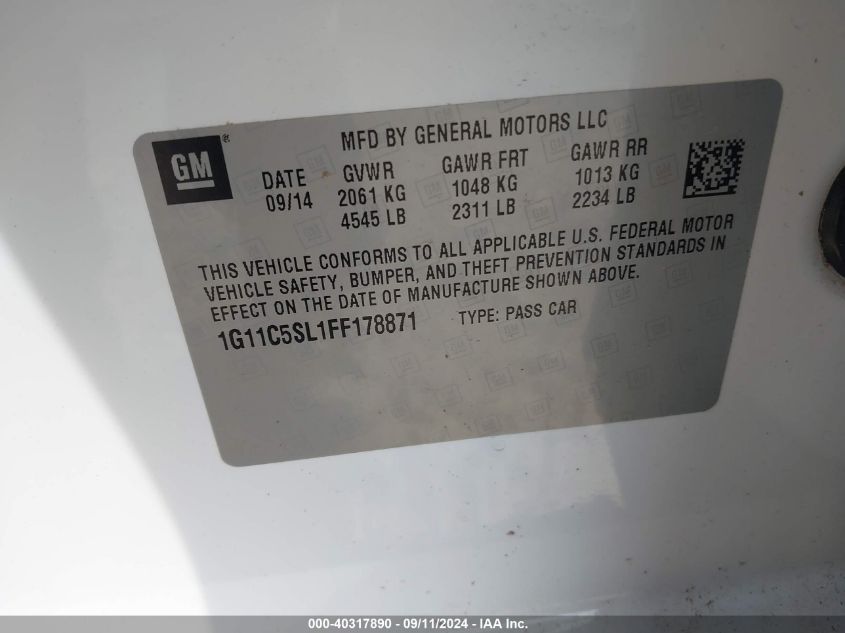 GM®
MFD BY GENERAL MOTORS LLC
DATE GVWR GAWR FRT GAWR RR
09/14 2061 KG 1048 KG 1013 KG
4545 LB 2311 LB 2234 LB
THIS VEHICLE CONFORMS TO ALL APPLICABLE U.S. FEDERAL MOTOR
VEHICLE SAFETY, BUMPER, AND THEFT PREVENTION STANDARDS IN
EFFECT ON THE DATE OF MANUFACTURE SHOWN ABOVE.
1G11C5SL1FF178871 TYPE: PASS CAR
000-40317890 - 09/11/2024 - IAA Inc.